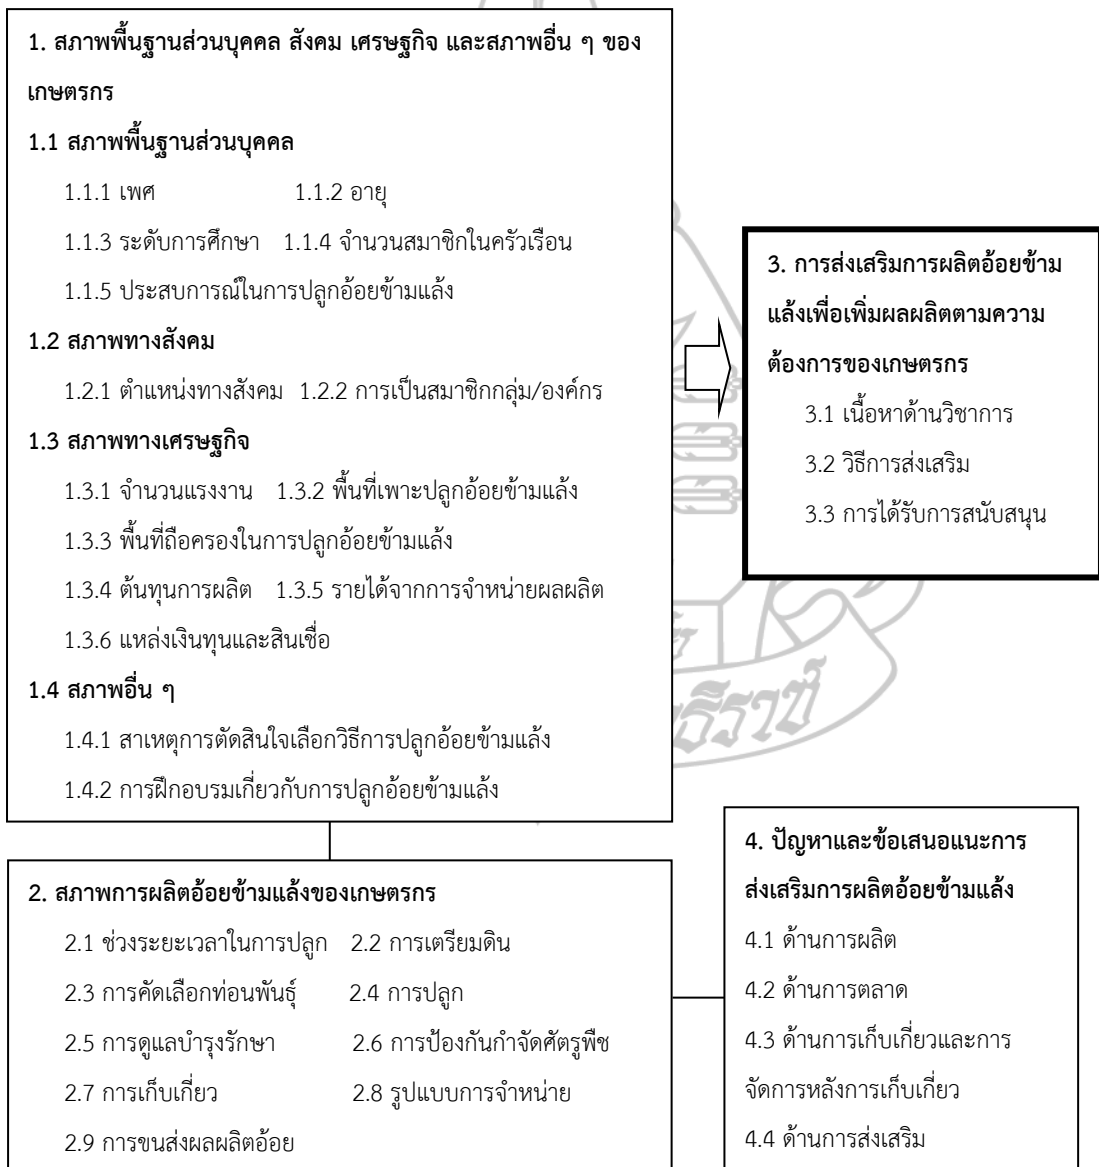 1. สภาพพื้นฐานส่วนบุคคล สังคม เศรษฐกิจ และสภาพอื่น ๆ ของ
เกษตรกร
1.1 สภาพพื้นฐานส่วนบุคคล
1.1.1 เพศ 1.1.2 อายุ
1.1.3 ระดับการศึกษา 1.1.4 จำนวนสมาชิกในครัวเรือน
1.1.5 ประสบการณ์ในการปลูกอ้อยข้ามแล้ง
1.2 สภาพทางสังคม
1.2.1 ตำแหน่งทางสังคม 1.2.2 การเป็นสมาชิกกลุ่ม/องค์กร
1.3 สภาพทางเศรษฐกิจ
1.3.1 จำนวนแรงงาน 1.3.2 พื้นที่เพาะปลูกอ้อยข้ามแล้ง
1.3.3 พื้นที่ถือครองในการปลูกอ้อยข้ามแล้ง
1.3.4 ต้นทุนการผลิต 1.3.5 รายได้จากการจำหน่ายผลผลิต
1.3.6 แหล่งเงินทุนและสินเชื่อ
1.4 สภาพอื่น ๆ
1.4.1 สาเหตุการตัดสินใจเลือกวิธีการปลูกอ้อยข้ามแล้ง
1.4.2 การฝึกอบรมเกี่ยวกับการปลูกอ้อยข้ามแล้ง
3. การส่งเสริมการผลิตอ้อยข้าม
แล้งเพื่อเพิ่มผลผลิตตามความ
ต้องการของเกษตรกร
3.1 เนื้อหาด้านวิชาการ
3.2 วิธีการส่งเสริม
3.3 การได้รับการสนับสนุน
2. สภาพการผลิตอ้อยข้ามแล้งของเกษตรกร
2.1 ช่วงระยะเวลาในการปลูก 2.2 การเตรียมดิน
2.3 การคัดเลือกท่อนพันธุ์ 2.4 การปลูก
2.5 การดูแลบำรุงรักษา 2.6 การป้องกันกำจัดศัตรูพืช
2.7 การเก็บเกี่ยว 2.8 รูปแบบการจำหน่าย
2.9 การขนส่งผลผลิตอ้อย
4. ปัญหาและข้อเสนอแนะการ
ส่งเสริมการผลิตอ้อยข้ามแล้ง
4.1 ด้านการผลิต
4.2 ด้านการตลาด
4.3 ด้านการเก็บเกี่ยวและการ
จัดการหลังการเก็บเกี่ยว
4.4 ด้านการส่งเสริม